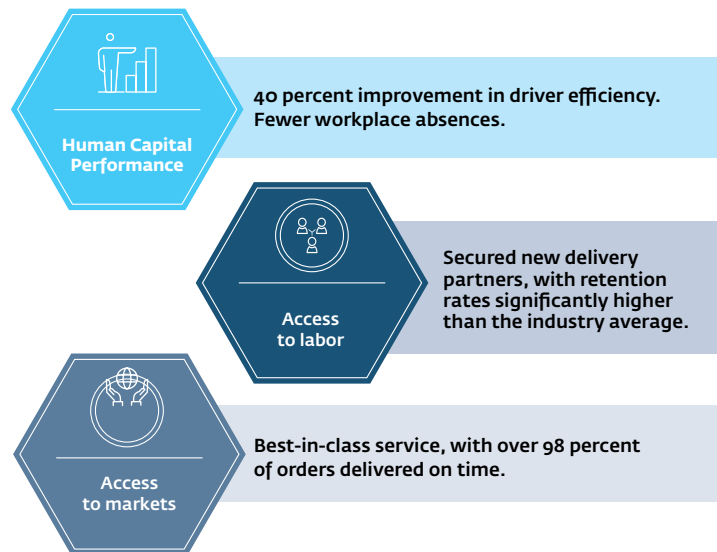 40 percent improvement in driver efficiency.
Fewer workplace absences.
Human Capital
Performance
Secured new delivery
partners, with retention
rates significantly higher
than the industry average.
Access
to labor
Best-in-class service, with over 98 percent
of orders delivered on time.
Access
to markets